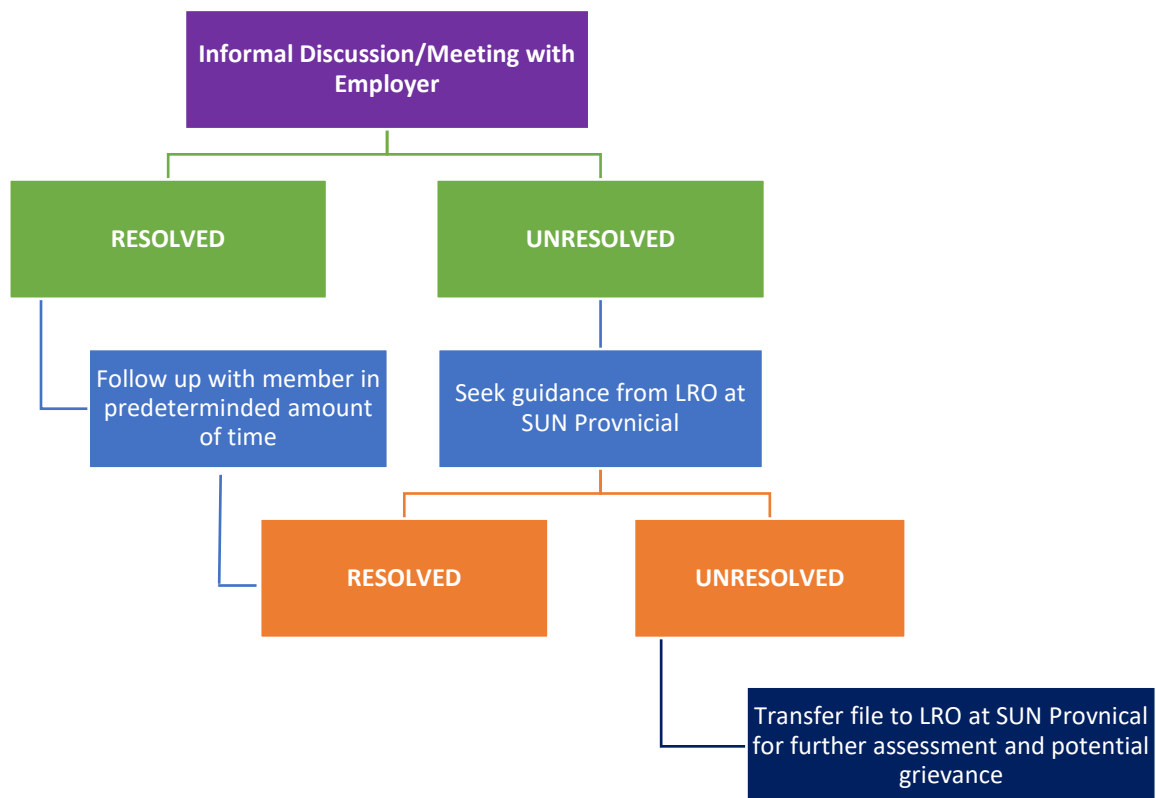 Informal Discussion/Meeting with
Employer
RESOLVED
UNRESOLVED
Follow up with member in
predeterminded amount
of time
Seek guidance from LRO at
SUN Provnicial
RESOLVED
UNRESOLVED
Transfer file to LRO at SUN Provnical
for further assessment and potential
grievance